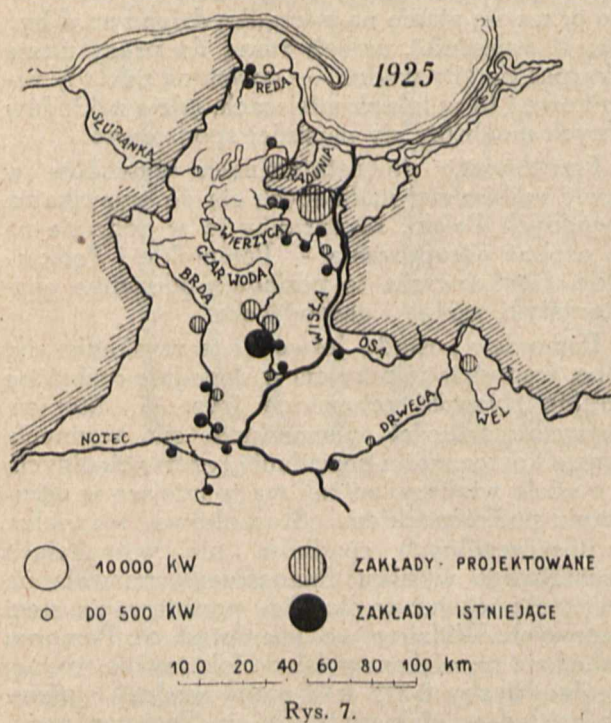 1925
REDA
SŁUPIANKA
RADUNIA
WIERZYCA
CZAR. WODA
BRDA
WISŁA
OSA
WEL
DRWĘCA
NOTEC
10000 kW
ZAKŁADY PROJEKTOWANE
DO 500 kW
ZAKŁADY ISTNIEJĄCE
10 0 20 40 60 80 100 km
Rys. 7.